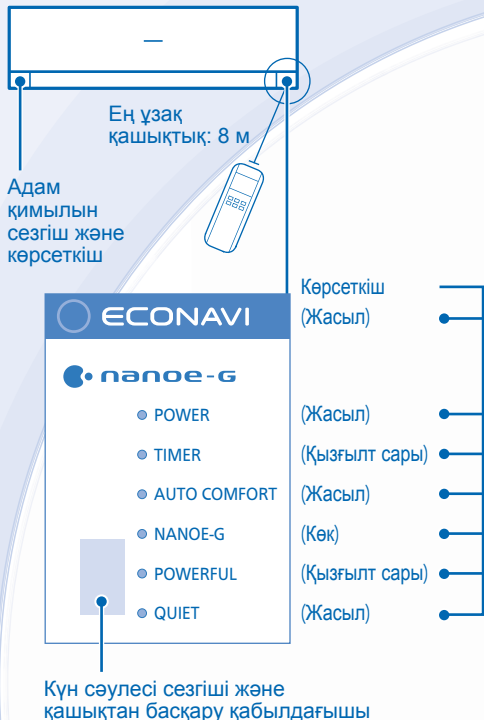 Ең ұзақ
қашықтық: 8 м
Адам
қимылын
сезгіш және
көрсеткіш
Көрсеткіш
ECONAVI (Жасыл)
nanoe-G
POWER (Жасыл)
TIMER (Қызғылт сары)
AUTO COMFORT (Жасыл)
NANOE-G (Көк)
POWERFUL (Қызғылт сары)
QUIET (Жасыл)
Күн сәулесі сезгіші және
қашықтан басқару қабылдағышы